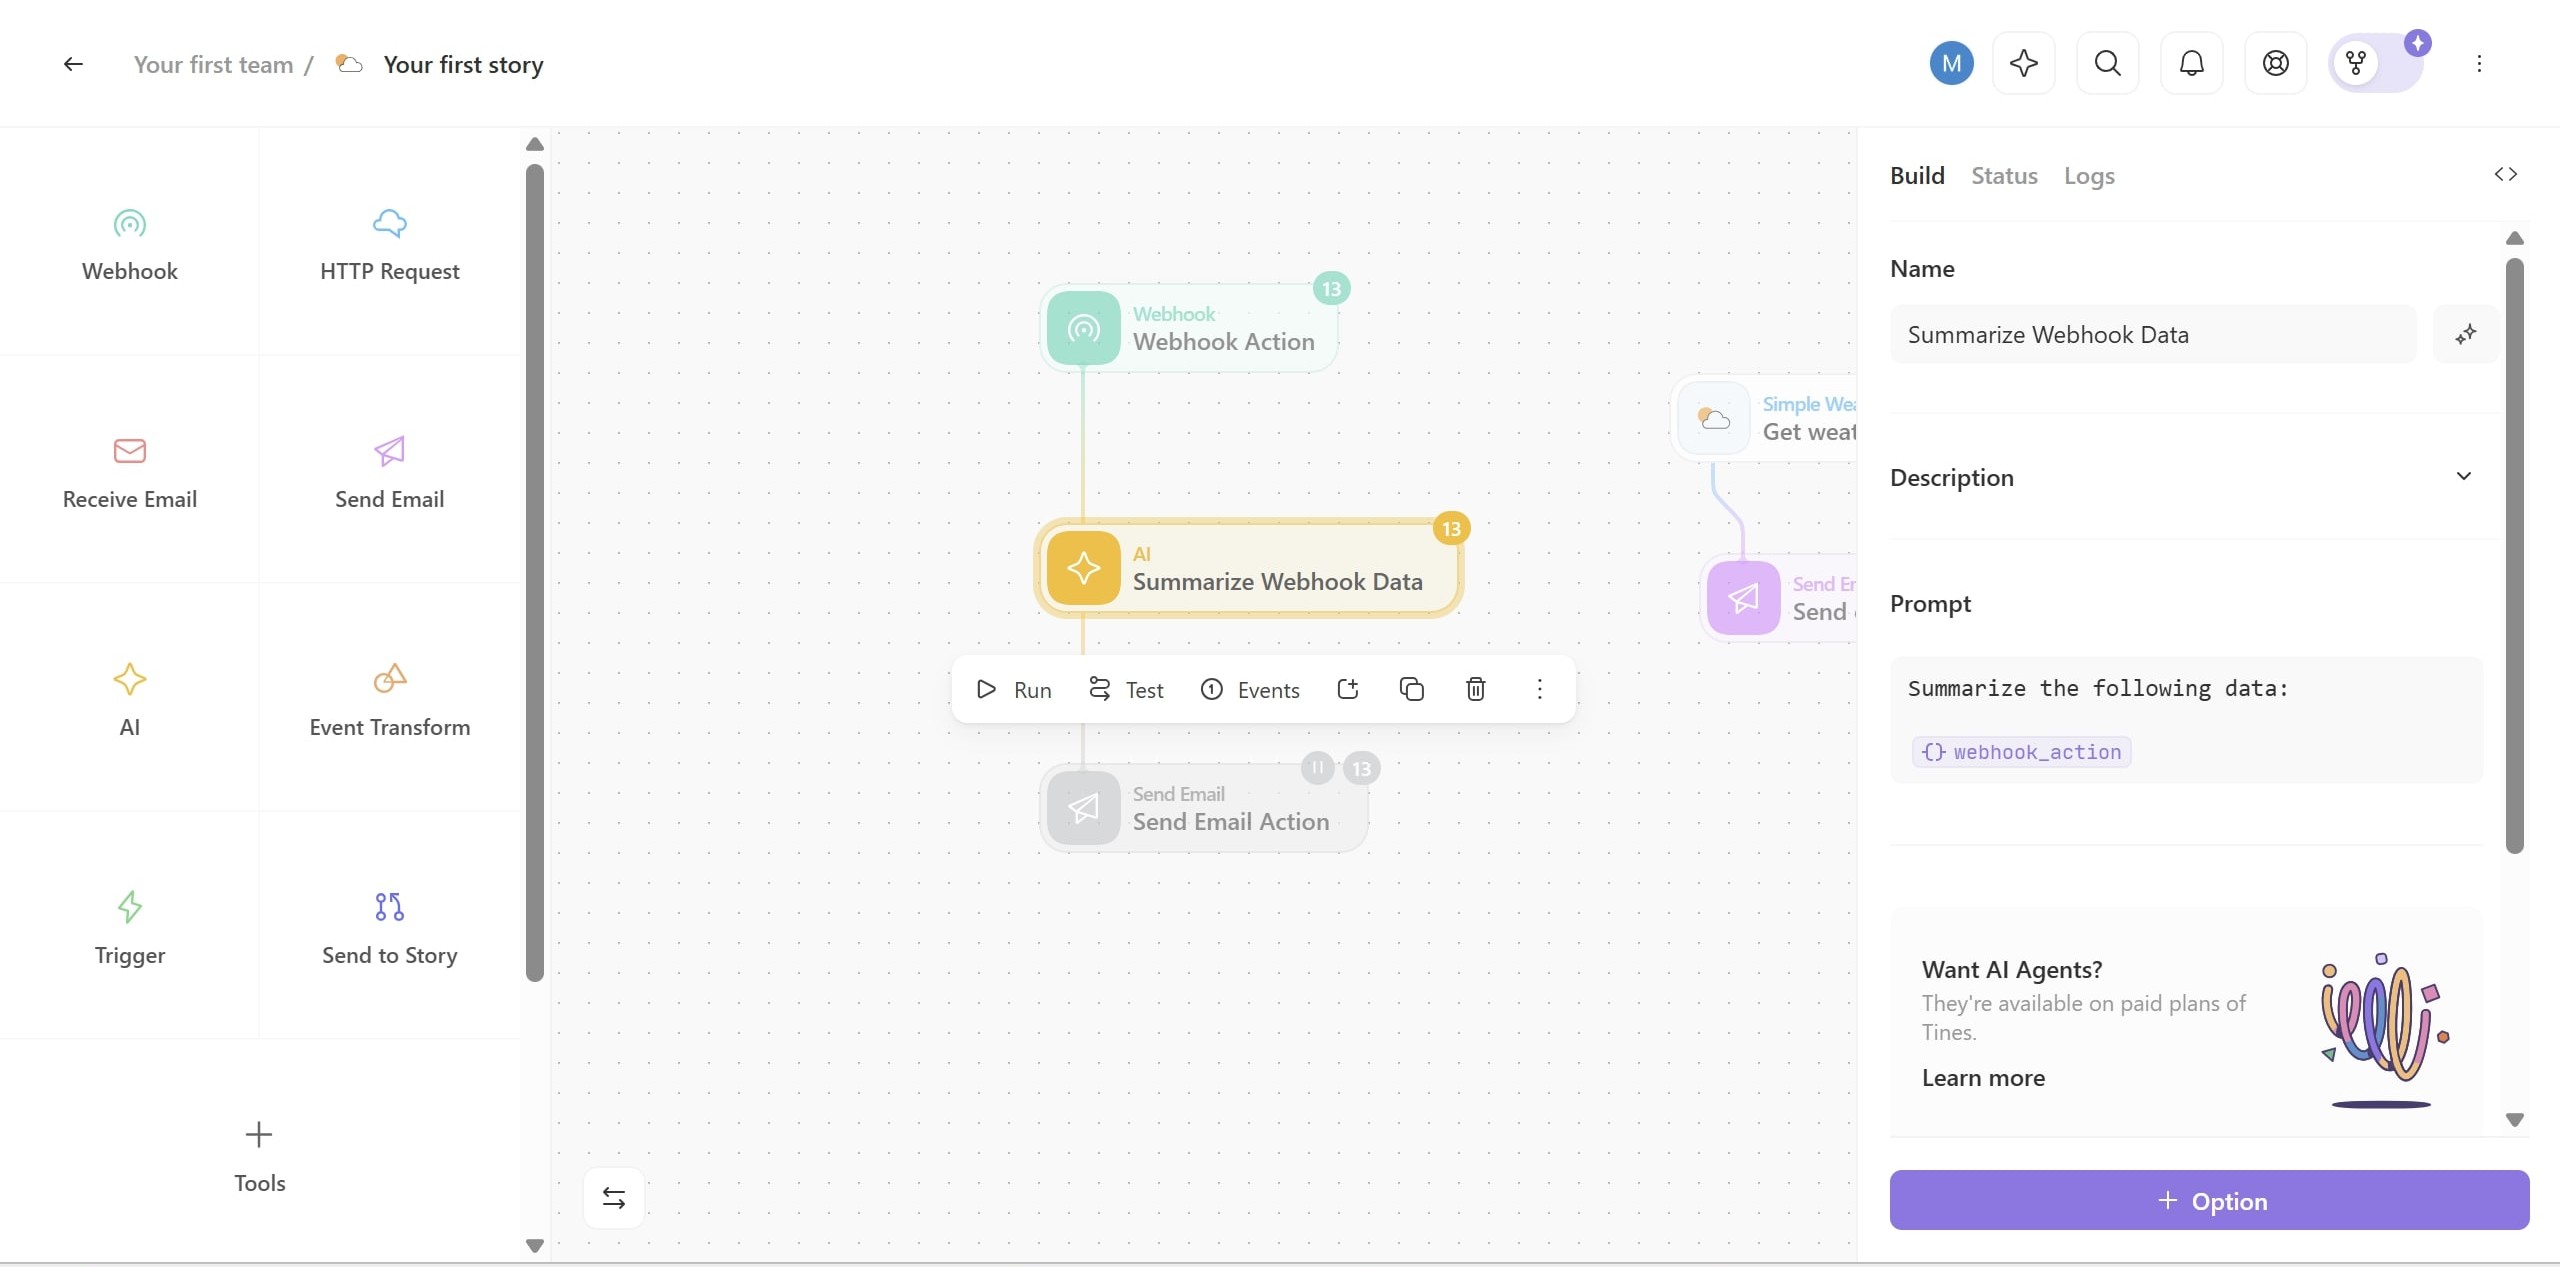 Your first team / Your first story
M
Webhook
HTTP Request
Receive Email
Send Email
AI
Event Transform
Trigger
Send to Story
Tools
13
Webhook
Webhook Action
13
AI
Summarize Webhook Data
Run
Test
1
Events
13
Send Email
Send Email Action
Simple Wea
Get weat
Send Em
Send
Build
Status
Logs
Name
Summarize Webhook Data
Description
Prompt
Summarize the following data:
{} webhook_action
Want AI Agents?
They're available on paid plans of
Tines.
Learn more
+ Option